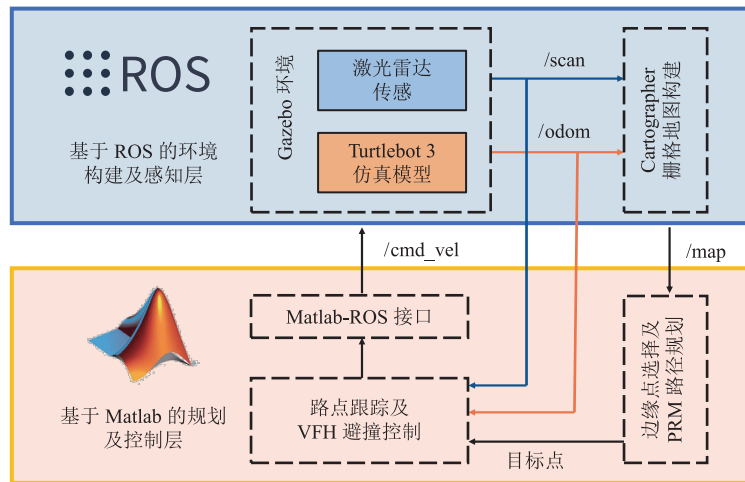 ROS
基于 ROS 的环境
构建及感知层
Gazebo 环境
激光雷达
传感
Turtlebot 3
仿真模型
/scan
/odom
Cartographer
栅格地图构建
/cmd_vel
/map
基于 Matlab 的规划
及控制层
Matlab-ROS 接口
路点跟踪及
VFH 避撞控制
目标点
边缘点选择及
PRM 路径规划